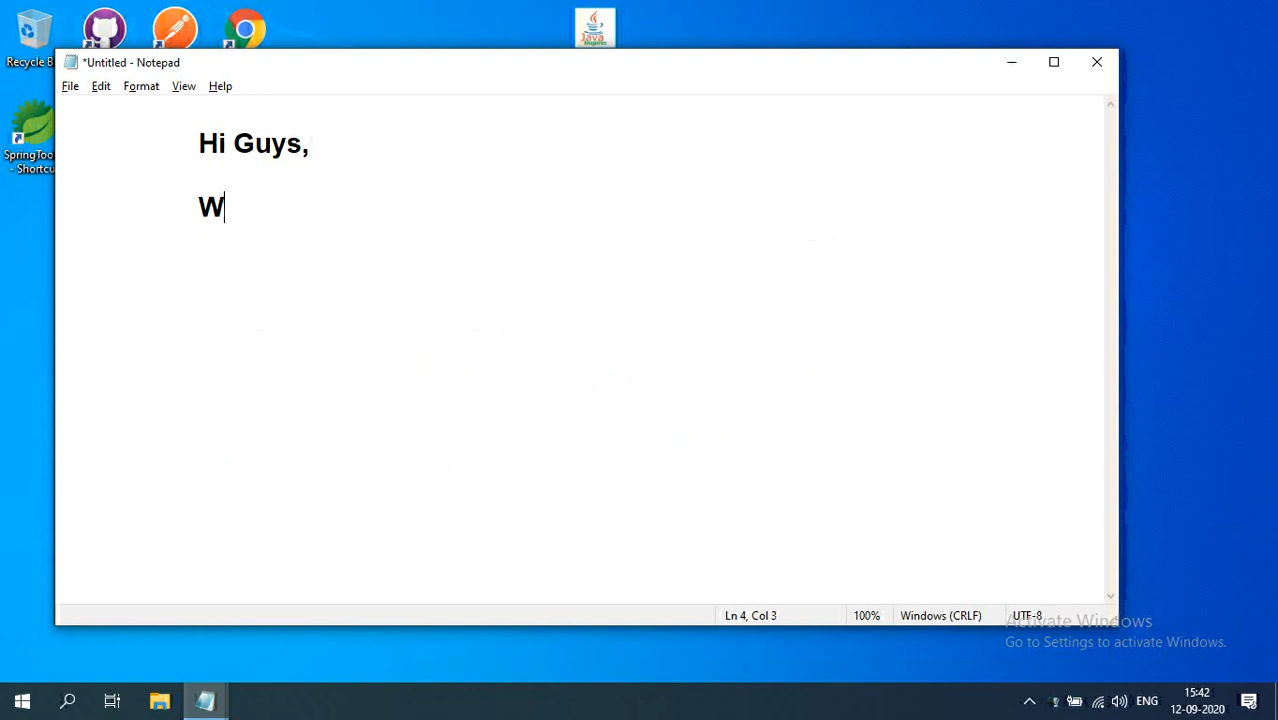 Recycle B
Java
*Untitled - Notepad
File Edit Format View Help
SpringToo
- Shortcu
Hi Guys,
W
Ln 4, Col 3 100% Windows (CRLF) UTF-8
Activate Windows
Go to Settings to activate Windows.
ENG
15:42
12-09-2020